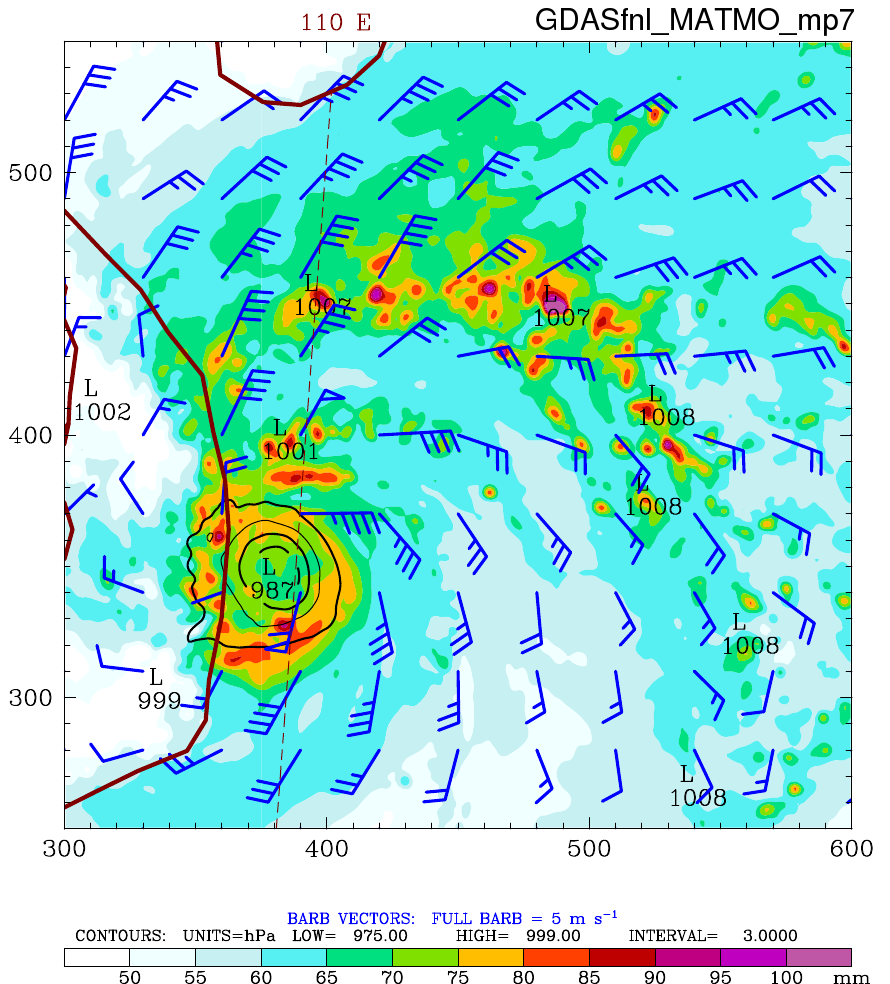 110 E GDASfnl_MATMO_mp7
500
L
1007
L
1007
L
1002
L
1008
400
L
1001
L
1008
L
987
L
1008
L
999
300
L
1008
300 400 500 600
BARB VECTORS: FULL BARB = 5 m s⁻¹
CONTOURS: UNITS=hPa LOW= 975.00 HIGH= 999.00 INTERVAL= 3.0000
50 55 60 65 70 75 80 85 90 95 100 mm